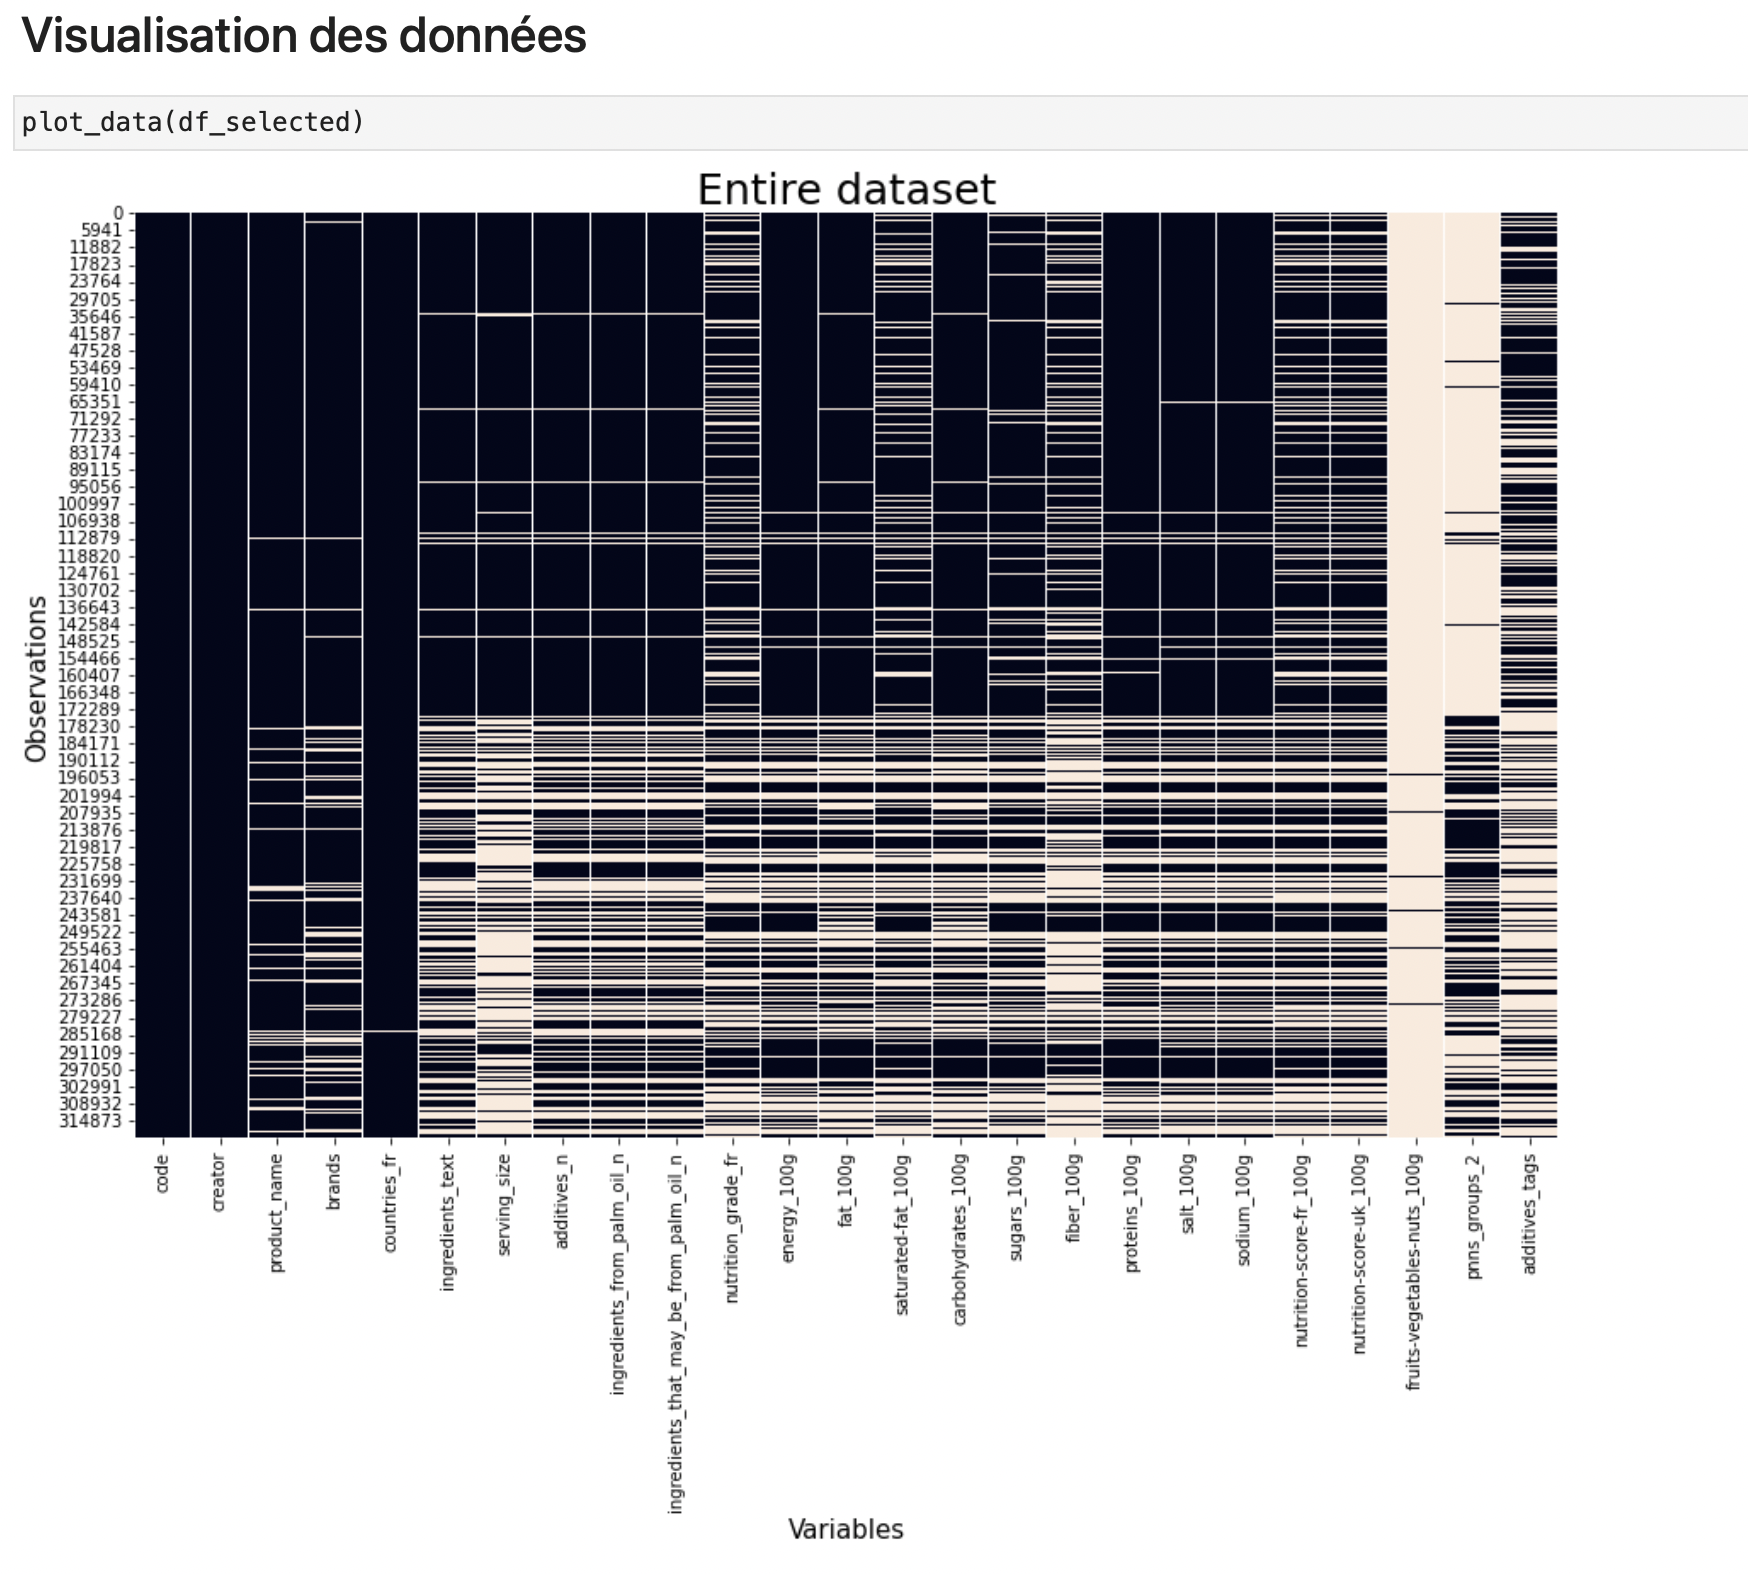 Visualisation des données
plot_data(df_selected)
Entire dataset
0
5941
11882
17823
23764
29705
35646
41587
47528
53469
59410
65351
71292
77233
83174
89115
95056
100997
106938
112879
118820
124761
130702
136643
142584
148525
154466
160407
166348
172289
178230
184171
190112
196053
201994
207935
213876
219817
225758
231699
237640
243581
249522
255463
261404
267345
273286
279227
285168
291109
297050
302991
308932
314873
Observations
code
creator
product_name
brands
countries_fr
ingredients_text
serving_size
additives_n
ingredients_from_palm_oil_n
ingredients_that_may_be_from_palm_oil_n
nutrition_grade_fr
energy_100g
fat_100g
saturated-fat_100g
carbohydrates_100g
sugars_100g
fiber_100g
proteins_100g
salt_100g
sodium_100g
nutrition-score-fr_100g
nutrition-score-uk_100g
fruits-vegetables-nuts_100g
pnns_groups_2
additives_tags
Variables